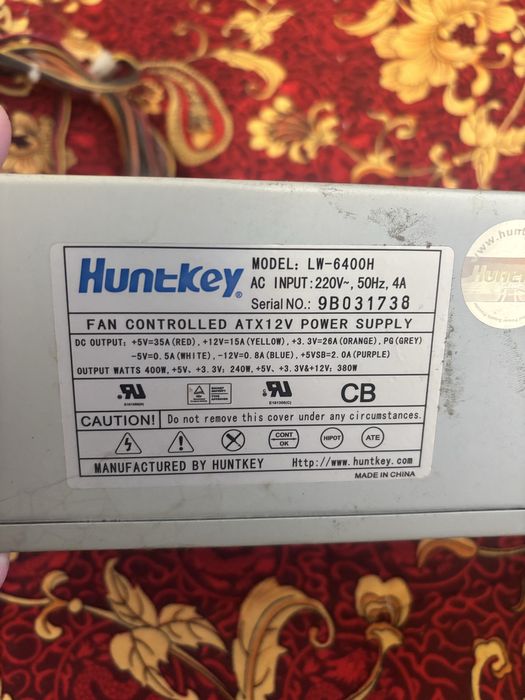 Huntkey®
MODEL: LW-6400H
AC INPUT:220V~, 50Hz, 4A
Serial NO.: 9B031738
FAN CONTROLLED ATX12V POWER SUPPLY
DC OUTPUT: +5V=35A(RED), +12V=15A(YELLOW), +3.3V=26A(ORANGE), PG(GREY)
-5V=0.5A(WHITE), -12V=0.8A(BLUE), +5VSB=2.0A(PURPLE)
OUTPUT WATTS 400W, +5V, +3.3V: 240W, +5V, +3.3V&+12V: 380W
CB
CAUTION! Do not remove this cover under any circumstances.
CONT OK
HIPOT
ATE
MANUFACTURED BY HUNTKEY Http://www.huntkey.com
MADE IN CHINA